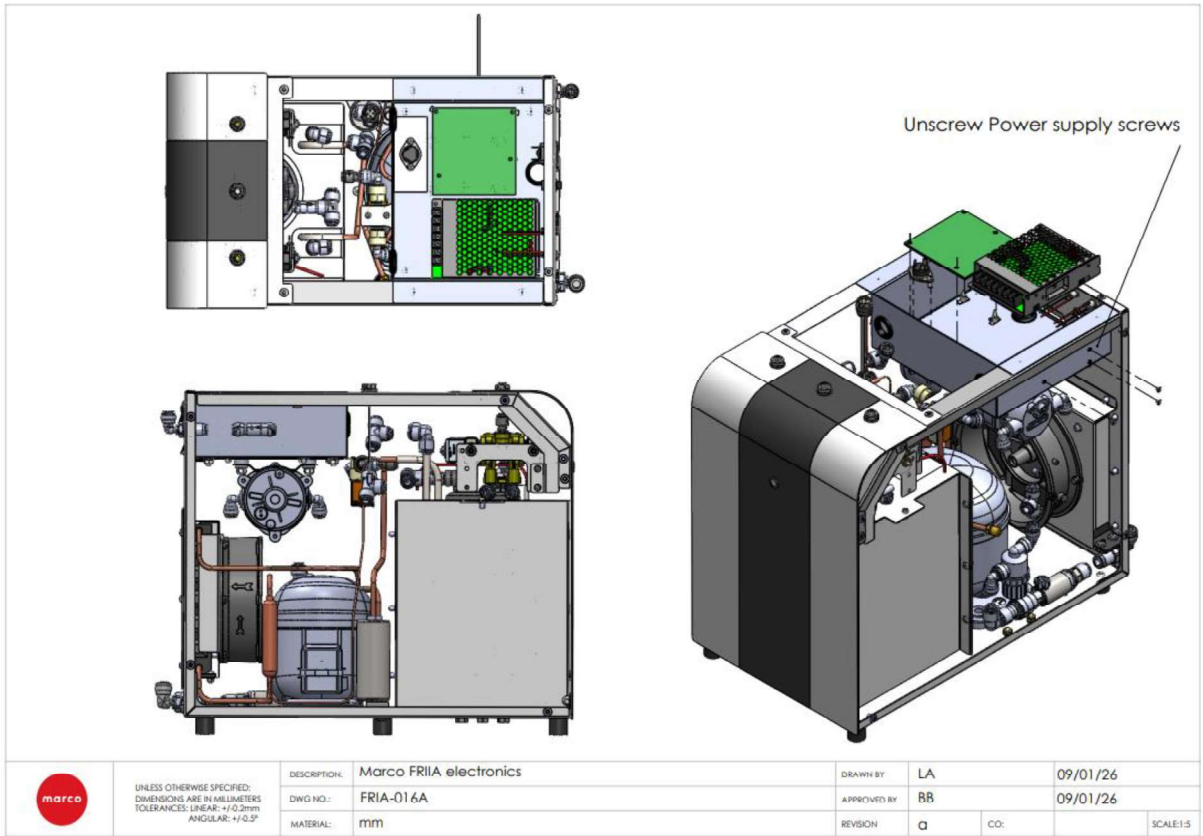 Unscrew Power supply screws
marco
UNLESS OTHERWISE SPECIFIED:
DIMENSIONS ARE IN MILLIMETERS
TOLERANCES: LINEAR: +/-0.2mm
ANGULAR: +/-0.5°
DESCRIPTION: Marco FRIIA electronics
DWG NO.: FRIA-016A
MATERIAL: mm
DRAWN BY LA 09/01/26
APPROVED BY BB 09/01/26
REVISION a CO: SCALE:1:5